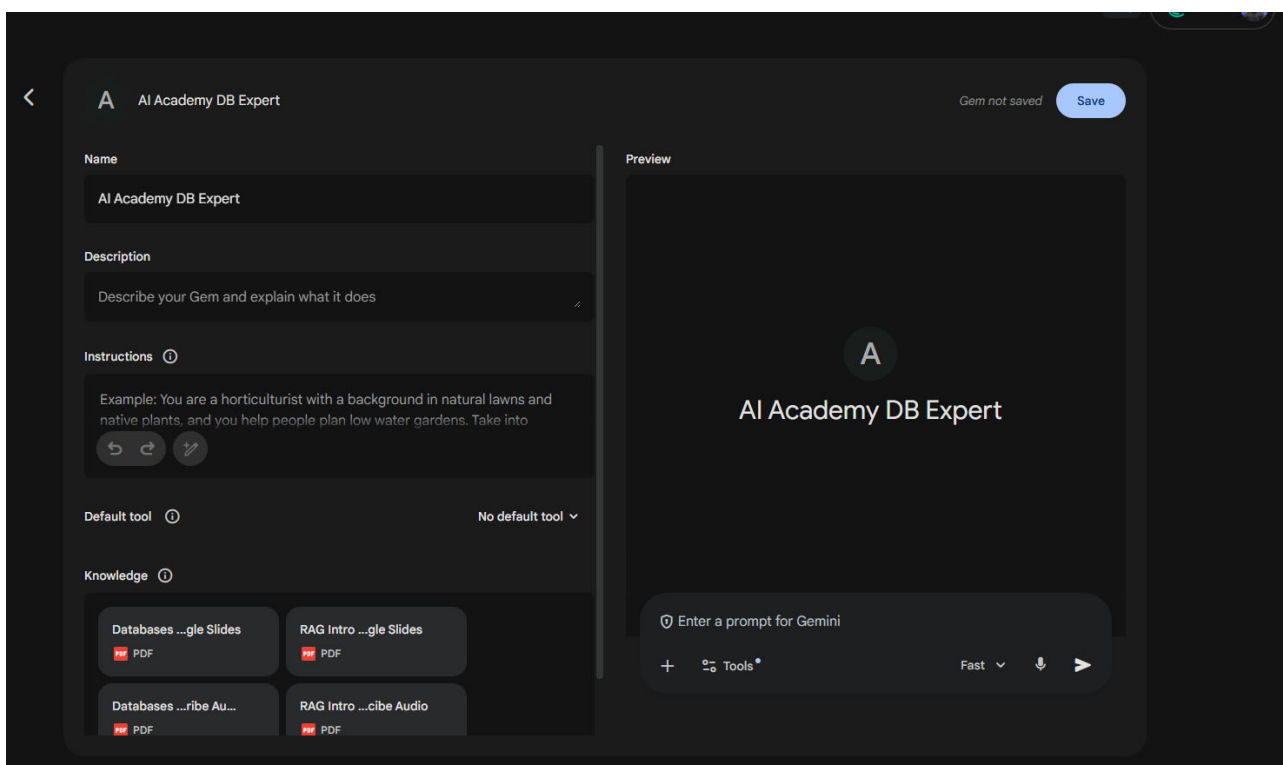 A
AI Academy DB Expert
Gem not saved
Save
Name
AI Academy DB Expert
Description
Describe your Gem and explain what it does
Instructions
Example: You are a horticulturist with a background in natural lawns and
native plants, and you help people plan low water gardens. Take into
Default tool
No default tool
Knowledge
Databases ...gle Slides
PDF PDF
RAG Intro ...gle Slides
PDF PDF
Databases ...ribe Au...
PDF PDF
RAG Intro ...cibe Audio
PDF PDF
Preview
A
AI Academy DB Expert
Enter a prompt for Gemini
Tools
Fast